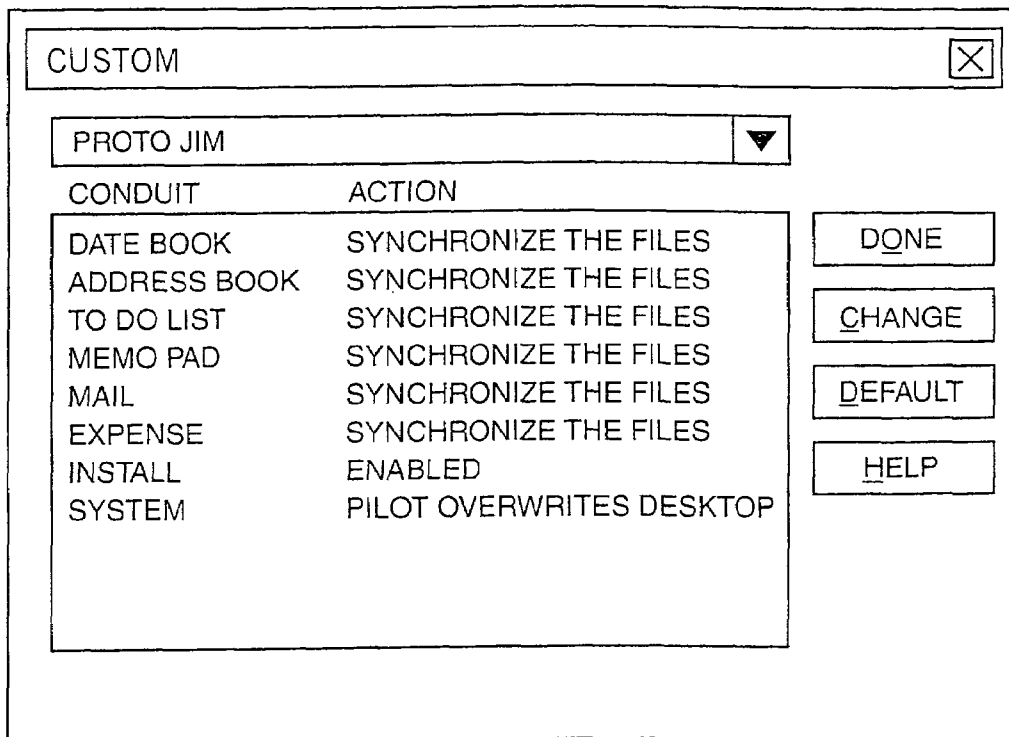 CUSTOM
PROTO JIM
CONDUIT ACTION
DATE BOOK SYNCHRONIZE THE FILES
ADDRESS BOOK SYNCHRONIZE THE FILES
TO DO LIST SYNCHRONIZE THE FILES
MEMO PAD SYNCHRONIZE THE FILES
MAIL SYNCHRONIZE THE FILES
EXPENSE SYNCHRONIZE THE FILES
INSTALL ENABLED
SYSTEM PILOT OVERWRITES DESKTOP
DONE
CHANGE
DEFAULT
HELP